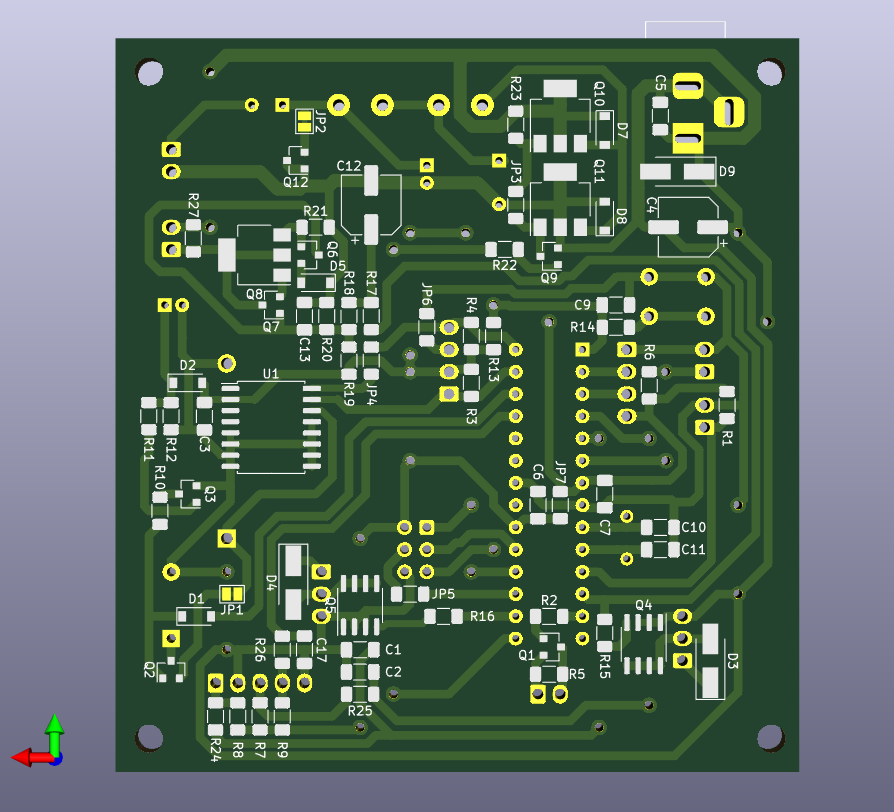 C5
R23
Q10
D7
JP2
Q12
C12
+
JP3
Q11
D8
D9
C4
+
R27
R21
Q6
D5
Q8
Q7
R22
Q9
C13
R20
R18
R17
R19
JP4
JP6
R4
R13
R3
C9
R14
R6
R1
D2
U1
R11
R12
C3
R10
Q3
C6
JP7
C7
C10
C11
D4
Q5
D1
JP1
JP5
R16
R2
Q1
R5
R15
Q4
D3
Q2
R26
C17
C1
C2
R25
R24
R8
R7
R9